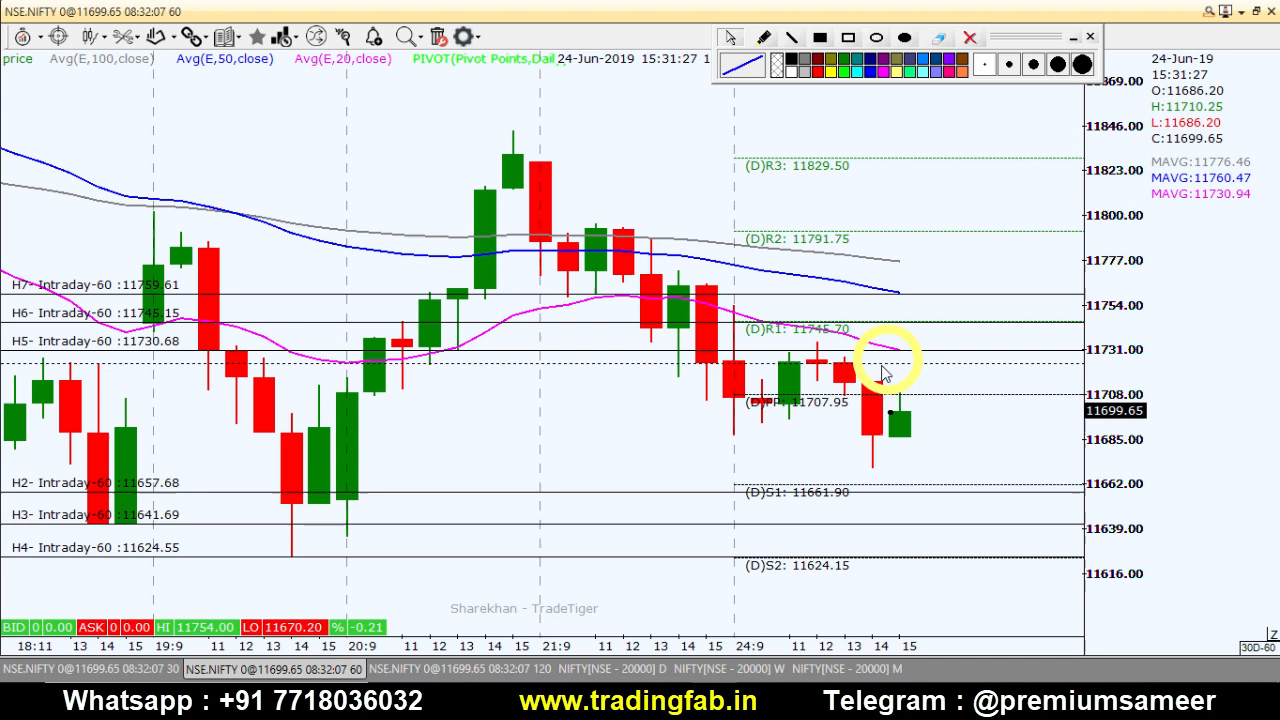 NSE.NIFTY 0@11699.65 08:32:07 60
price Avg(E,100,close) Avg(E,50,close) Avg(E,20,close) PIVOT(Pivot Points,Dail 24-Jun-2019 15:31:27 1
24-Jun-19
15:31:27
O:11686.20
H:11710.25
L:11686.20
C:11699.65
MAVG:11776.46
MAVG:11760.47
MAVG:11730.94
11869.00
11846.00
11823.00
11800.00
11777.00
11754.00
11731.00
11708.00
11699.65
11685.00
11662.00
11639.00
11616.00
(D)R3: 11829.50
(D)R2: 11791.75
(D)R1: 11745.70
(D)PP: 11707.95
(D)S1: 11661.90
(D)S2: 11624.15
H7- Intraday-60 :11759.61
H6- Intraday-60 :11745.15
H5- Intraday-60 :11730.68
H2- Intraday-60 :11657.68
H3- Intraday-60 :11641.69
H4- Intraday-60 :11624.55
Sharekhan - TradeTiger
BID 0 0.00 ASK 0 0.00 HI 11754.00 LO 11670.20 % -0.21
18:11 13 14 15 19:9 11 12 13 14 15 20:9 11 12 13 14 15 21:9 11 12 13 14 15 24:9 11 12 13 14 15
Z
30D-60
NSE.NIFTY 0@11699.65 08:32:07 30 NSE.NIFTY 0@11699.65 08:32:07 60 NSE.NIFTY 0@11699.65 08:32:07 120 NIFTY[NSE - 20000] D NIFTY[NSE - 20000] W NIFTY[NSE - 20000] M
Whatsapp : +91 7718036032 www.tradingfab.in Telegram : @premiumsameer